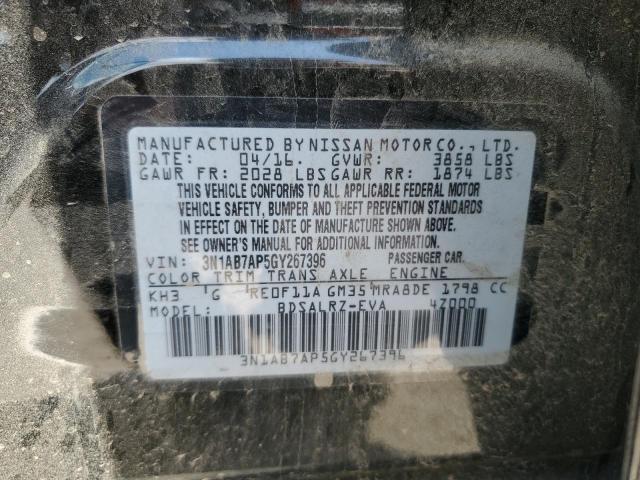 MANUFACTURED BY NISSAN MOTOR CO., LTD.
DATE: 04/16 GVWR: 3858 LBS
GAWR FR: 2028 LBS GAWR RR: 1874 LBS
THIS VEHICLE CONFORMS TO ALL APPLICABLE FEDERAL MOTOR
VEHICLE SAFETY, BUMPER AND THEFT PREVENTION STANDARDS
IN EFFECT ON THE DATE OF MANUFACTURE SHOWN ABOVE.
SEE OWNER'S MANUAL FOR ADDITIONAL INFORMATION.
VIN: 3N1AB7AP5GY267396 PASSENGER CAR.
COLOR TRIM TRANS AXLE ENGINE
KH3 G RE0F11A GM35 MRA8DE 1798 CC
MODEL: BDSALRZ-EVA 4Z000
3N1AB7AP5GY267396